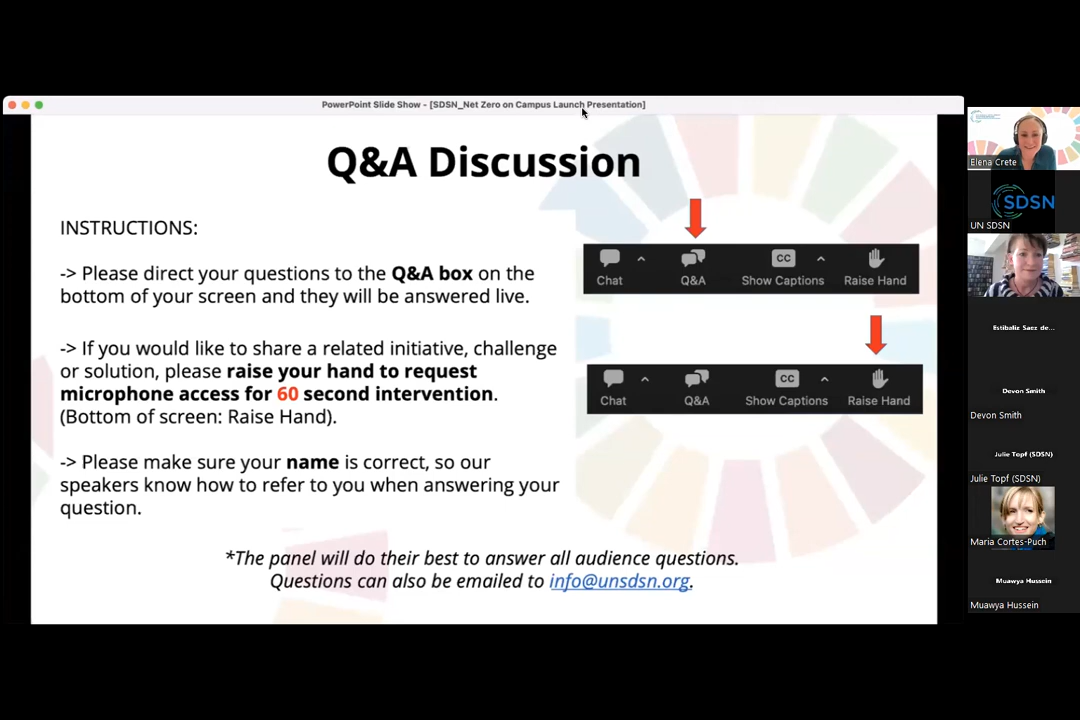 PowerPoint Slide Show - [SDSN_Net Zero on Campus Launch Presentation]
Q&A Discussion
INSTRUCTIONS:
-> Please direct your questions to the Q&A box on the
bottom of your screen and they will be answered live.
-> If you would like to share a related initiative, challenge
or solution, please raise your hand to request
microphone access for 60 second intervention.
(Bottom of screen: Raise Hand).
-> Please make sure your name is correct, so our
speakers know how to refer to you when answering your
question.
*The panel will do their best to answer all audience questions.
Questions can also be emailed to info@unsdsn.org.
Chat
Q&A
CC
Show Captions
Raise Hand
Chat
Q&A
CC
Show Captions
Raise Hand
Elena Crete
SDSN
UN SDSN
Estibaliz Saez de...
Devon Smith
Devon Smith
Julie Topf (SDSN)
Julie Topf (SDSN)
Maria Cortes-Puch
Muawya Hussein
Muawya Hussein